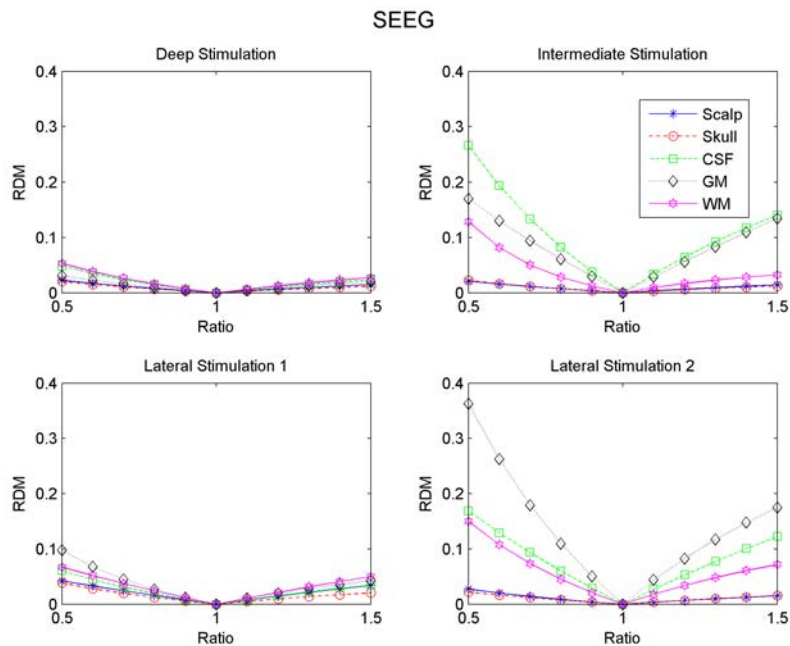 SEEG
Deep Stimulation
0.4
0.3
0.2
0.1
0
RDM
0.5
1
1.5
Ratio
Intermediate Stimulation
0.4
0.3
0.2
0.1
0
RDM
Scalp
Skull
CSF
GM
WM
0.5
1
1.5
Ratio
Lateral Stimulation 1
0.4
0.3
0.2
0.1
0
RDM
0.5
1
1.5
Ratio
Lateral Stimulation 2
0.4
0.3
0.2
0.1
0
RDM
0.5
1
1.5
Ratio